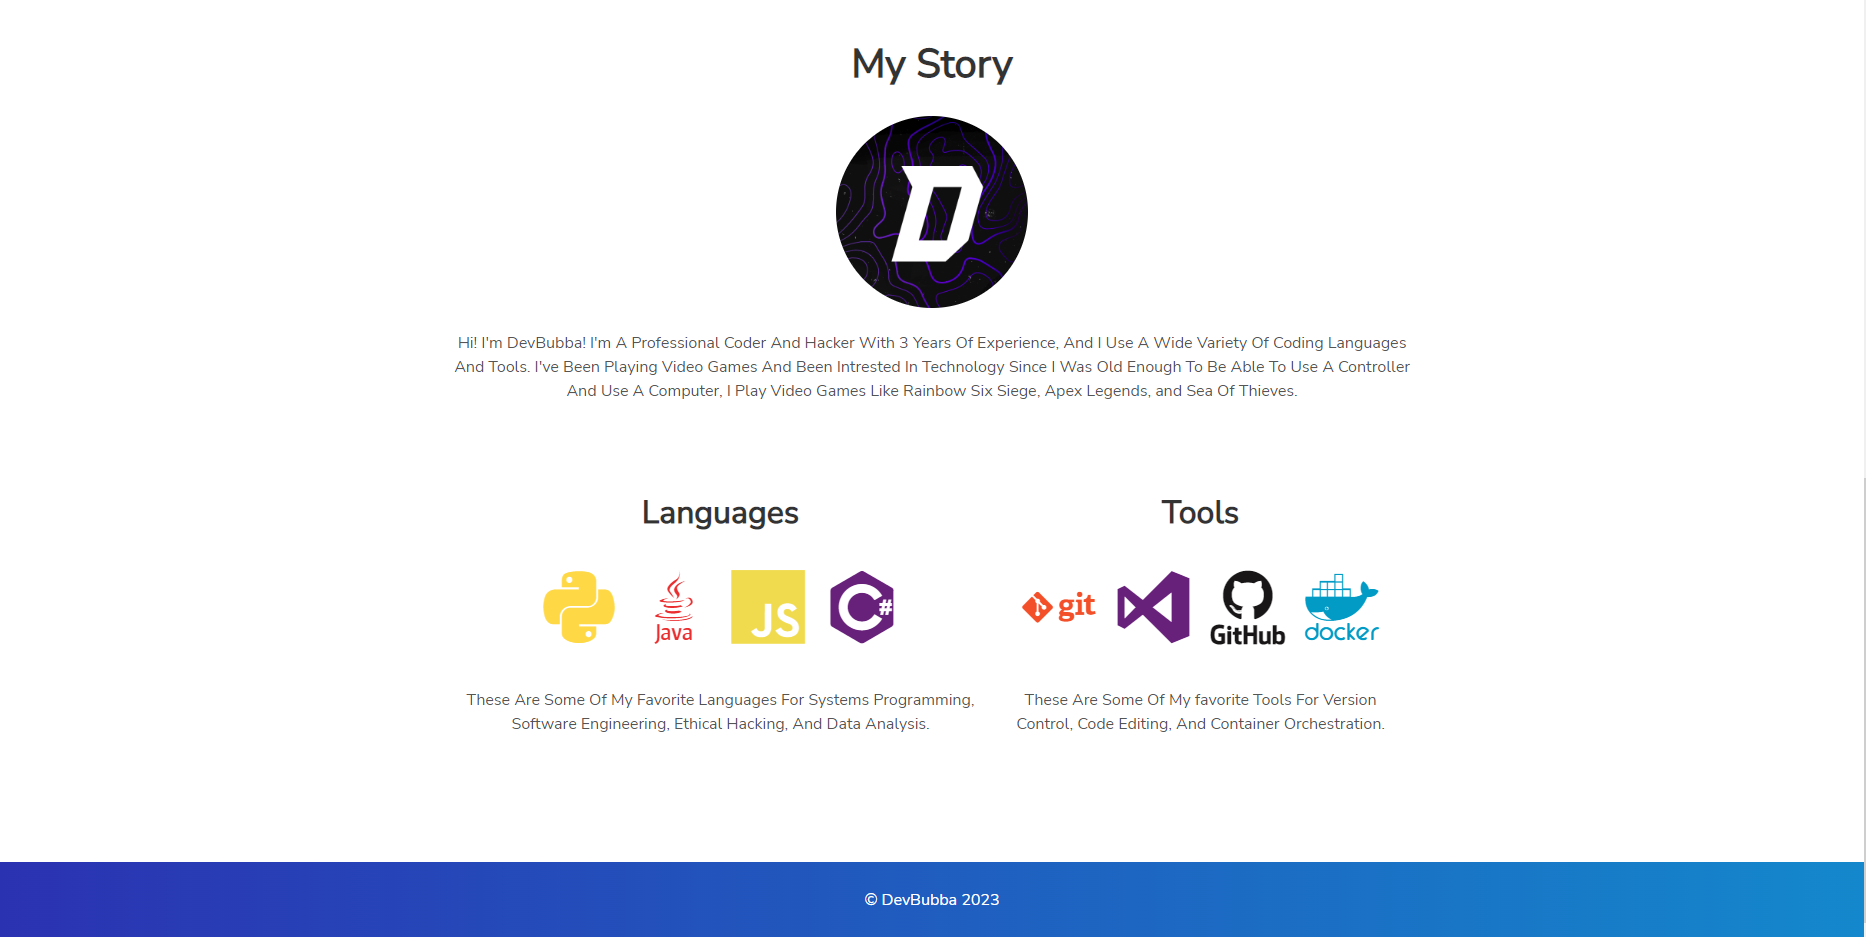 My Story
D
Hi! I'm DevBubba! I'm A Professional Coder And Hacker With 3 Years Of Experience, And I Use A Wide Variety Of Coding Languages
And Tools. I've Been Playing Video Games And Been Intrested In Technology Since I Was Old Enough To Be Able To Use A Controller
And Use A Computer, I Play Video Games Like Rainbow Six Siege, Apex Legends, and Sea Of Thieves.
Languages
Java
JS
C#
These Are Some Of My Favorite Languages For Systems Programming,
Software Engineering, Ethical Hacking, And Data Analysis.
Tools
git
GitHub
docker
These Are Some Of My favorite Tools For Version
Control, Code Editing, And Container Orchestration.
© DevBubba 2023